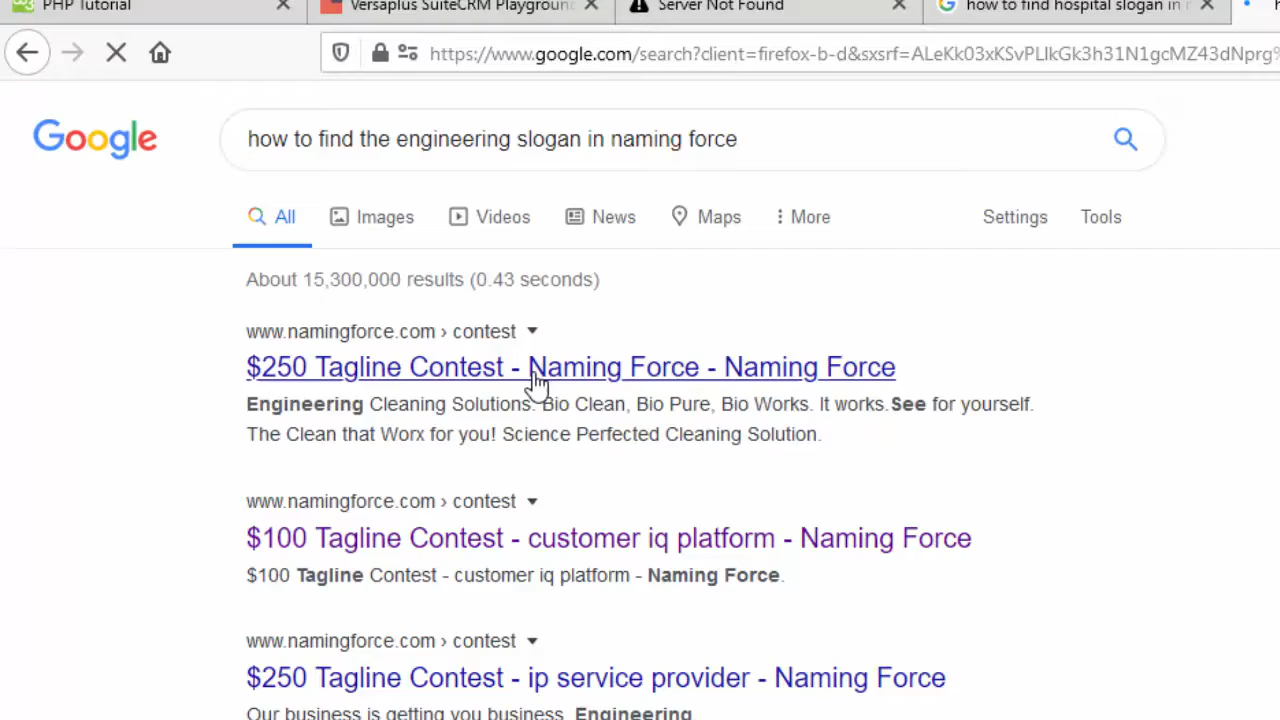 PHP Tutorial
Versaplus SuiteCRM Playground
Server Not Found
how to find hospital slogan in
https://www.google.com/search?client=firefox-b-d&sxsrf=ALeKk03xKSvPLlkGk3h31N1gcMZ43dNprg%
Google
how to find the engineering slogan in naming force
All Images Videos News Maps More Settings Tools
About 15,300,000 results (0.43 seconds)
www.namingforce.com › contest
$250 Tagline Contest - Naming Force - Naming Force
Engineering Cleaning Solutions. Bio Clean, Bio Pure, Bio Works. It works.See for yourself.
The Clean that Worx for you! Science Perfected Cleaning Solution.
www.namingforce.com › contest
$100 Tagline Contest - customer iq platform - Naming Force
$100 Tagline Contest - customer iq platform - Naming Force.
www.namingforce.com › contest
$250 Tagline Contest - ip service provider - Naming Force
Our business is getting you business. Engineering